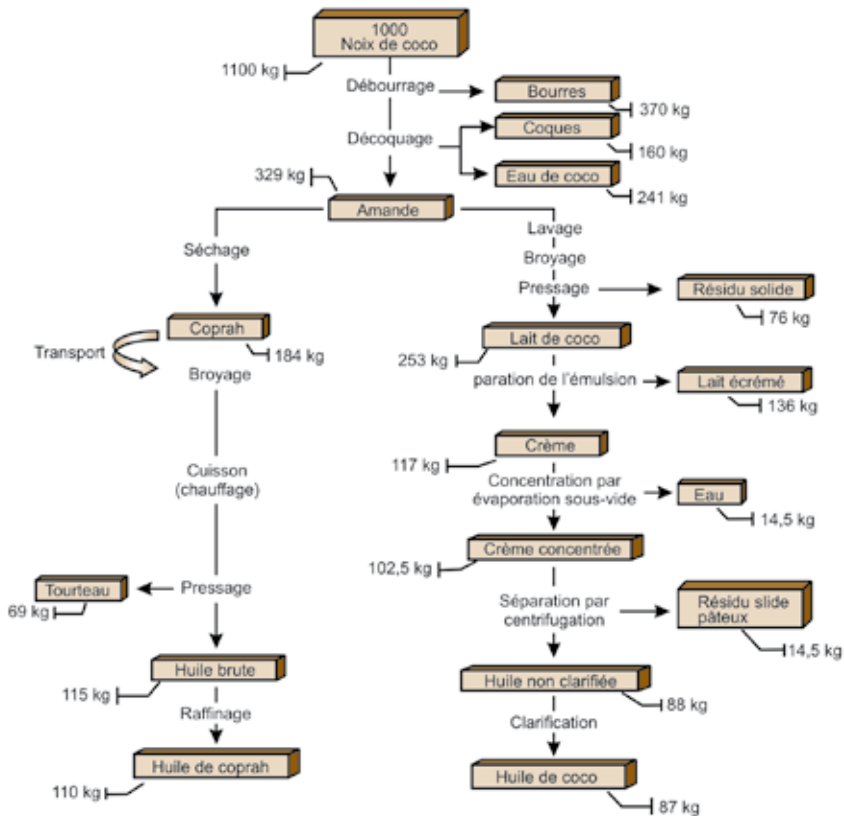 1000
Noix de coco
1100 kg
Débourrage
Bourres
370 kg
Décoquage
Coques
160 kg
Eau de coco
241 kg
329 kg
Amande
Séchage
Coprah
184 kg
Transport
Broyage
Cuisson
(chauffage)
Pressage
Tourteau
69 kg
Huile brute
115 kg
Raffinage
Huile de coprah
110 kg
Lavage
Broyage
Pressage
Résidu solide
76 kg
Lait de coco
253 kg
paration de l'émulsion
Lait écrémé
136 kg
Crème
117 kg
Concentration par
évaporation sous-vide
Eau
14,5 kg
Crème concentrée
102,5 kg
Séparation par
centrifugation
Résidu slide
pâteux
14,5 kg
Huile non clarifiée
88 kg
Clarification
Huile de coco
87 kg